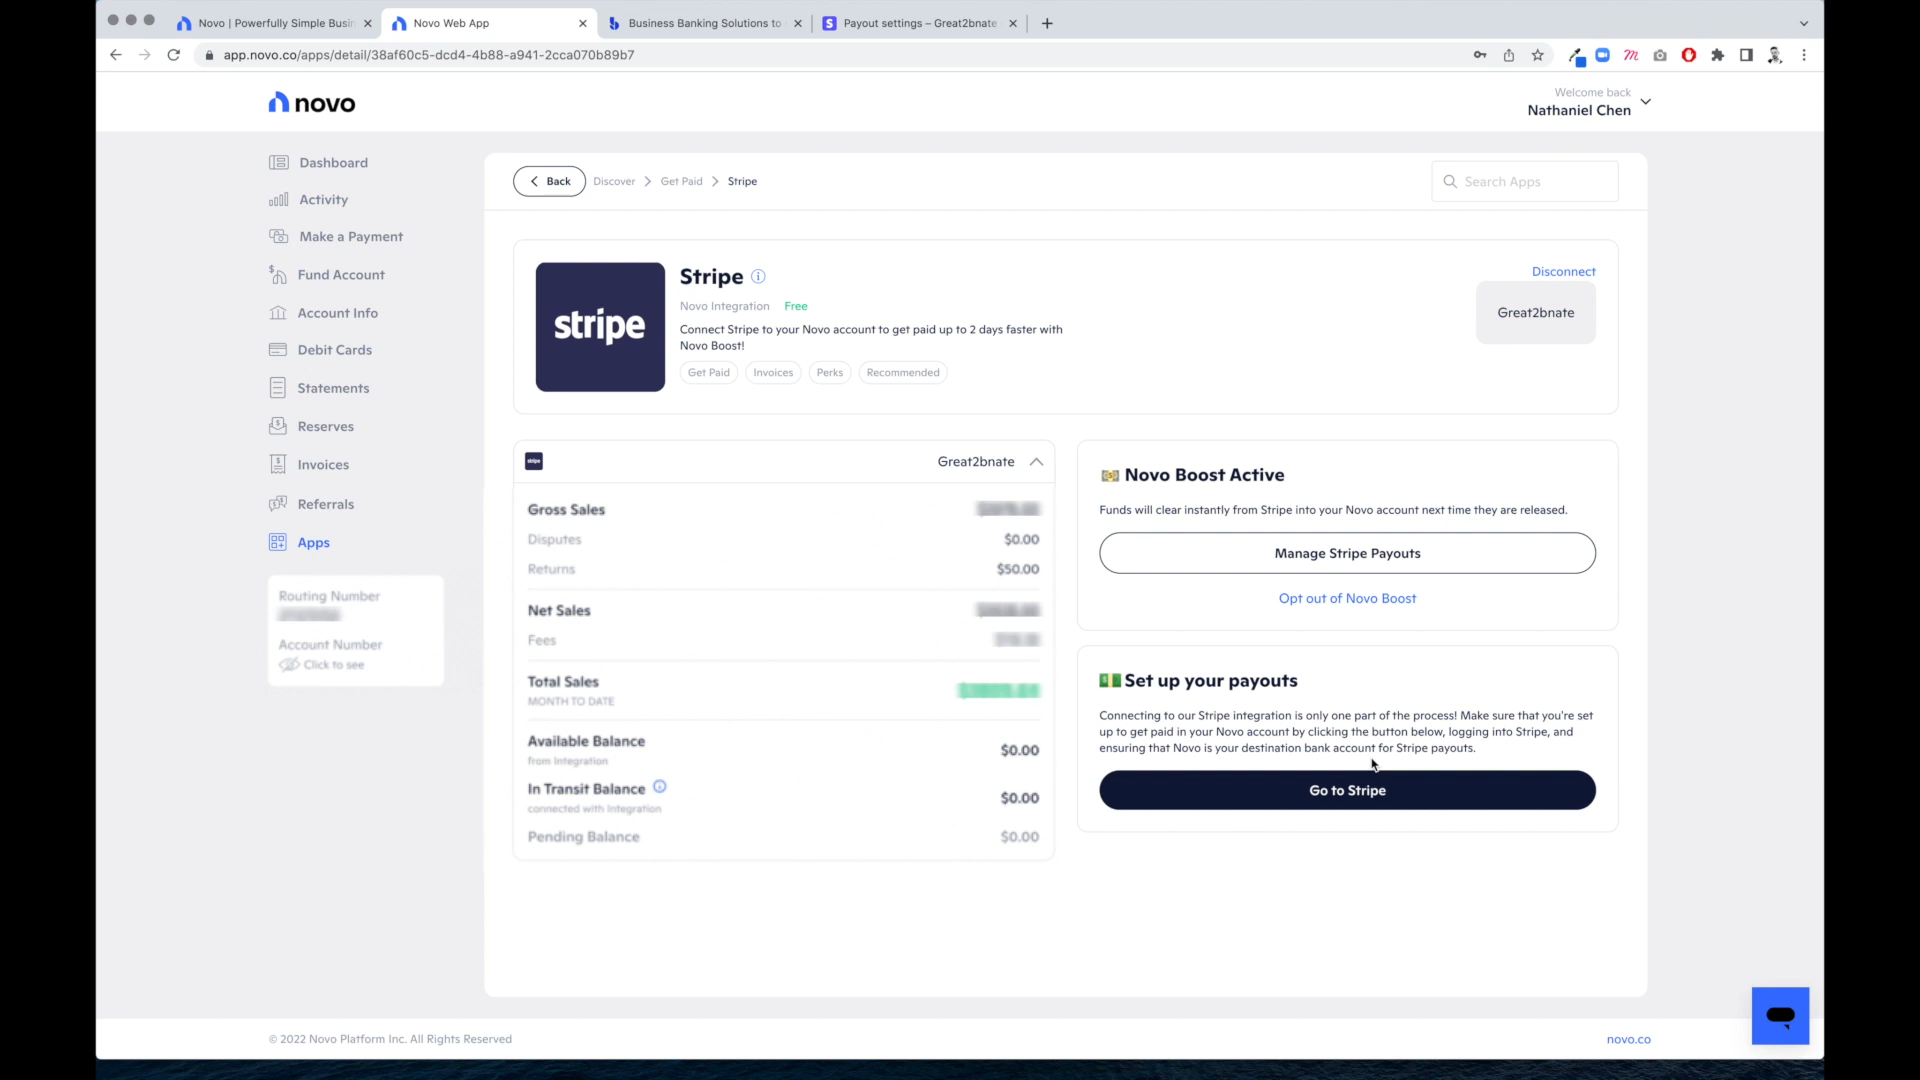 Novo | Powerfully Simple Busin
Novo Web App
Business Banking Solutions to
Payout settings – Great2bnate
app.novo.co/apps/detail/38af60c5-dcd4-4b88-a941-2cca070b89b7
novo
Welcome back
Nathaniel Chen
Dashboard
Activity
Make a Payment
Fund Account
Account Info
Debit Cards
Statements
Reserves
Invoices
Referrals
Apps
Routing Number
Account Number
Click to see
Back
Discover > Get Paid > Stripe
Search Apps
stripe
Stripe
Novo Integration Free
Connect Stripe to your Novo account to get paid up to 2 days faster with
Novo Boost!
Get Paid
Invoices
Perks
Recommended
Disconnect
Great2bnate
stripe
Great2bnate
Gross Sales
Disputes $0.00
Returns $50.00
Net Sales
Fees
Total Sales
MONTH TO DATE
Available Balance $0.00
from Integration
In Transit Balance $0.00
connected with Integration
Pending Balance $0.00
Novo Boost Active
Funds will clear instantly from Stripe into your Novo account next time they are released.
Manage Stripe Payouts
Opt out of Novo Boost
Set up your payouts
Connecting to our Stripe integration is only one part of the process! Make sure that you're set
up to get paid in your Novo account by clicking the button below, logging into Stripe, and
ensuring that Novo is your destination bank account for Stripe payouts.
Go to Stripe
© 2022 Novo Platform Inc. All Rights Reserved
novo.co